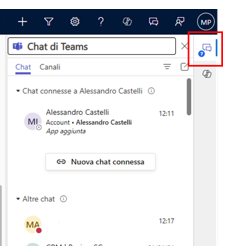 MP
Chat di Teams
Chat Canali
Chat connesse a Alessandro Castelli
Alessandro Castelli 12:11
MI Account • Alessandro Castelli
App aggiunta
Nuova chat connessa
Altre chat
12:17
MA